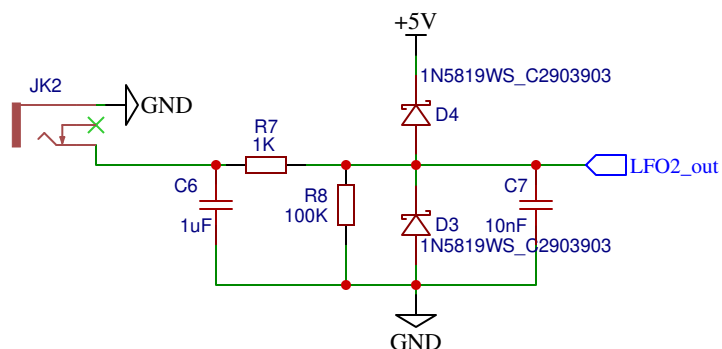 +5V
1N5819WS_C2903903
JK2
GND
D4
R7
1K
LFO2_out
C6
R8
C7
1uF
100K
D3
10nF
1N5819WS_C2903903
GND